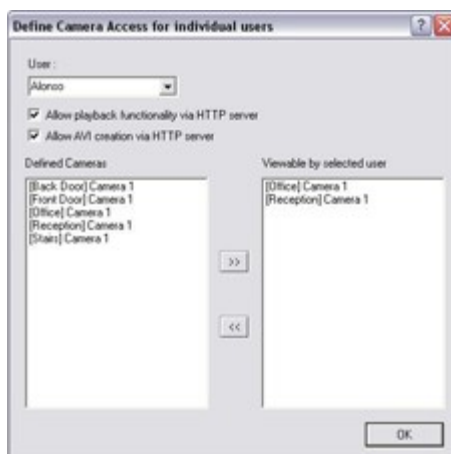 Define Camera Access for individual users
User :
Alonso
Allow playback functionality via HTTP server
Allow AVI creation via HTTP server
Defined Cameras
[Back Door] Camera 1
[Front Door] Camera 1
[Office] Camera 1
[Reception] Camera 1
[Stairs] Camera 1
>>
<<
Viewable by selected user
[Office] Camera 1
[Reception] Camera 1
OK